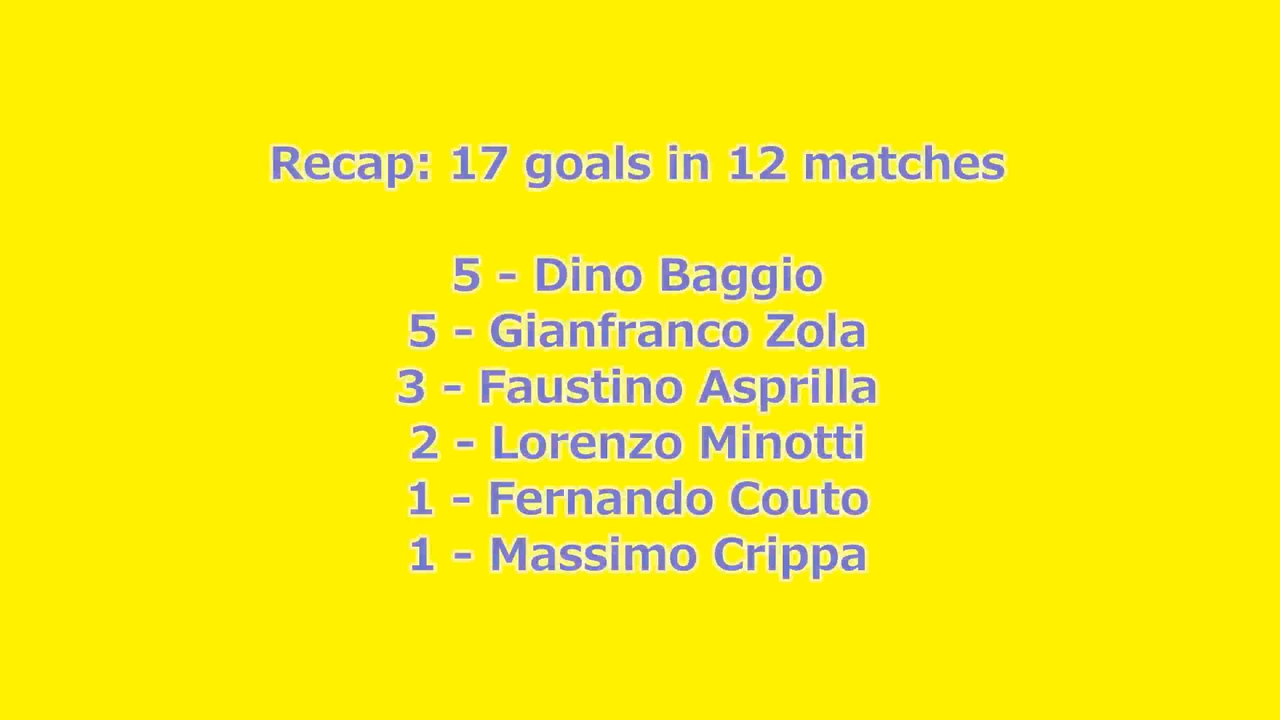 Recap: 17 goals in 12 matches
5 - Dino Baggio
5 - Gianfranco Zola
3 - Faustino Asprilla
2 - Lorenzo Minotti
1 - Fernando Couto
1 - Massimo Crippa